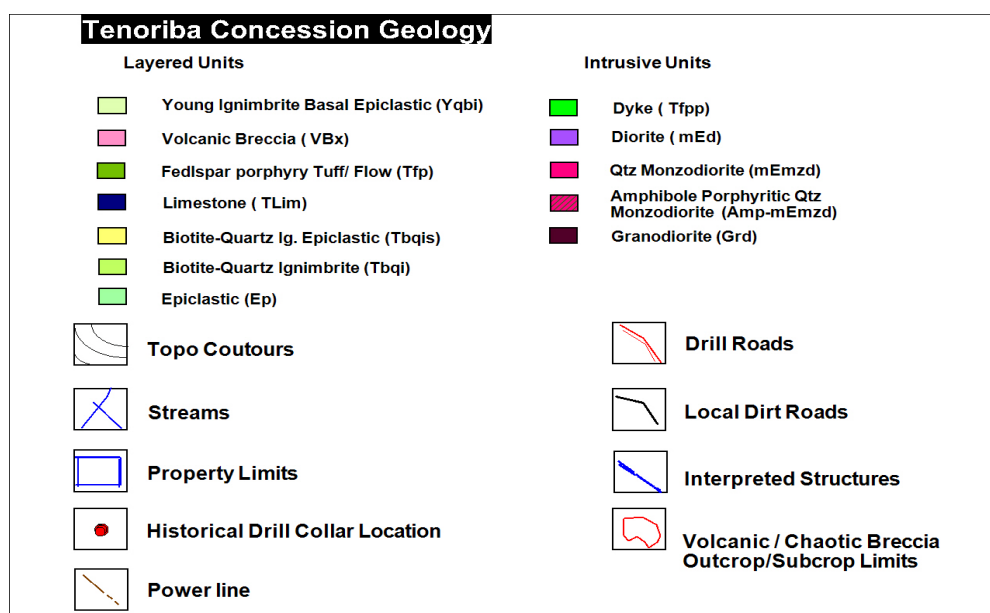 Tenoriba Concession Geology
Layered Units
Young Ignimbrite Basal Epiclastic (Yqbi)
Volcanic Breccia ( VBx)
Fedlspar porphyry Tuff/ Flow (Tfp)
Limestone ( TLim)
Biotite-Quartz Ig. Epiclastic (Tbqis)
Biotite-Quartz Ignimbrite (Tbqi)
Epiclastic (Ep)
Intrusive Units
Dyke ( Tfpp)
Diorite (mEd)
Qtz Monzodiorite (mEmzd)
Amphibole Porphyritic Qtz
Monzodiorite (Amp-mEmzd)
Granodiorite (Grd)
Topo Coutours
Streams
Property Limits
Historical Drill Collar Location
Power line
Drill Roads
Local Dirt Roads
Interpreted Structures
Volcanic / Chaotic Breccia
Outcrop/Subcrop Limits